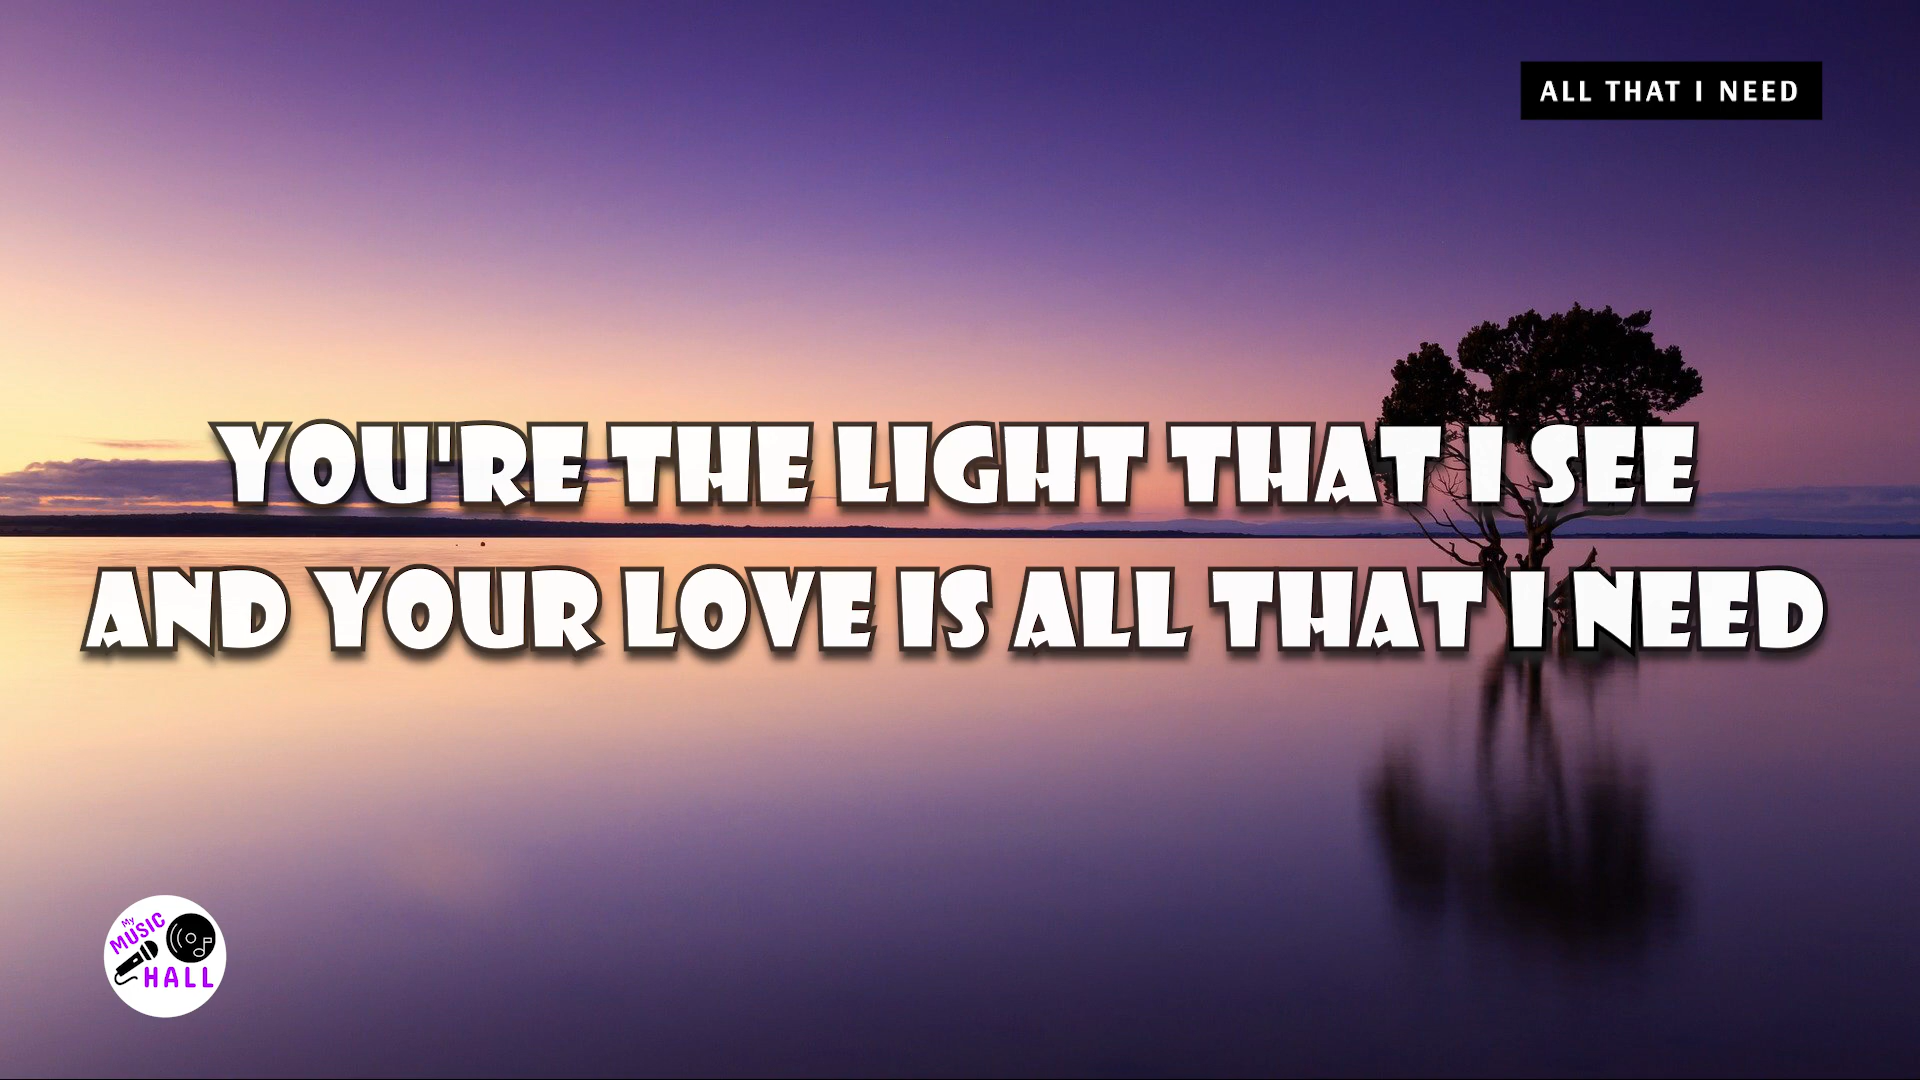 ALL THAT I NEED
YOU'RE THE LIGHT THAT I SEE
AND YOUR LOVE IS ALL THAT I NEED
My
MUSIC
HALL